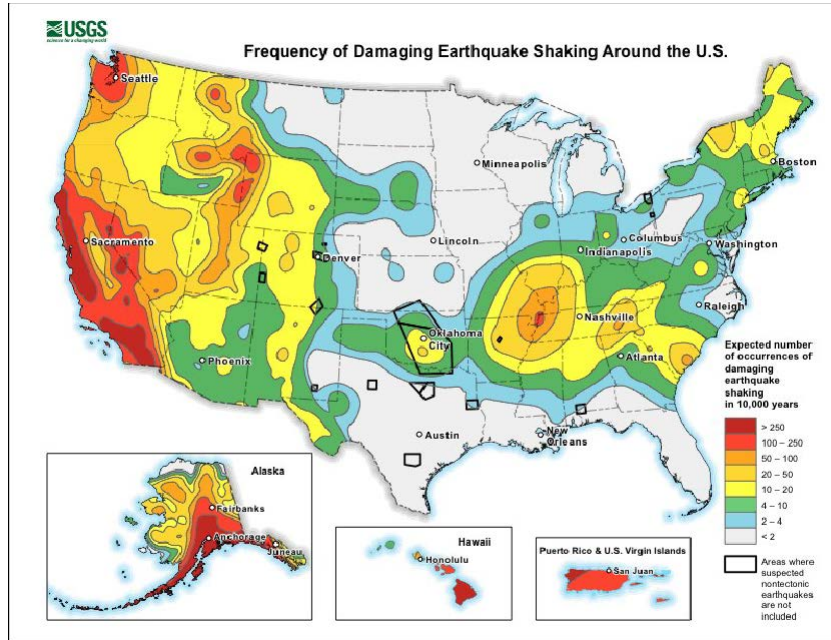 USGS
science for a changing world
Frequency of Damaging Earthquake Shaking Around the U.S.
Seattle
Minneapolis
Boston
Sacramento
Lincoln
Columbus
Washington
Denver
Indianapolis
Raleigh
Nashville
Oklahoma
City
Phoenix
Atlanta
Austin
New
Orleans
Expected number
of occurrences of
damaging
earthquake
shaking
in 10,000 years
> 250
100 – 250
50 – 100
20 – 50
10 – 20
4 – 10
2 – 4
< 2
Areas where
suspected
nontectonic
earthquakes
are not
included
Alaska
Fairbanks
Anchorage
Juneau
Hawaii
Honolulu
Puerto Rico & U.S. Virgin Islands
San Juan